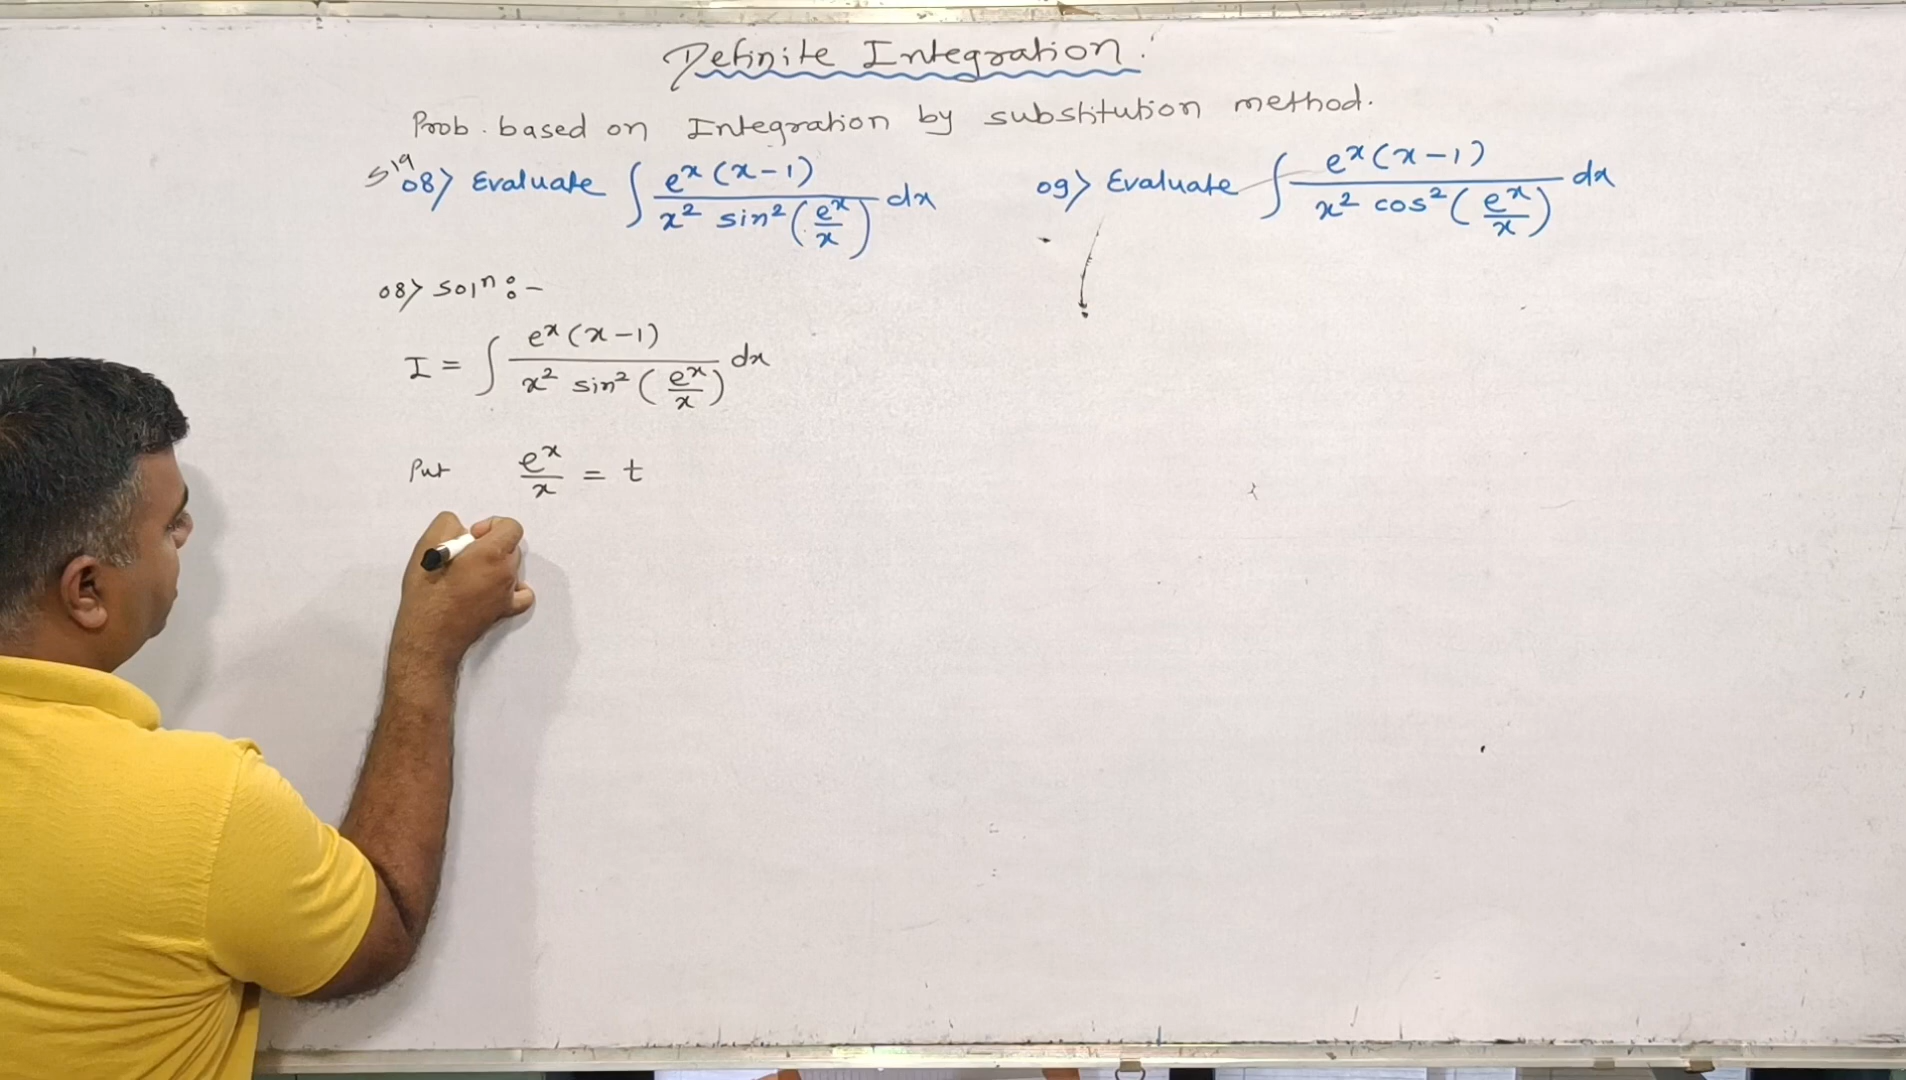 Definite Integration.
Prob. based on Integration by substitution method.
S19
08> Evaluate ∫ e^x (x-1) / x² sin² (e^x/x) dx
09> Evaluate ∫ e^x (x-1) / x² cos² (e^x/x) dx
08> Solⁿ :-
I = ∫ e^x (x-1) / x² sin² (e^x/x) dx
Put e^x/x = t